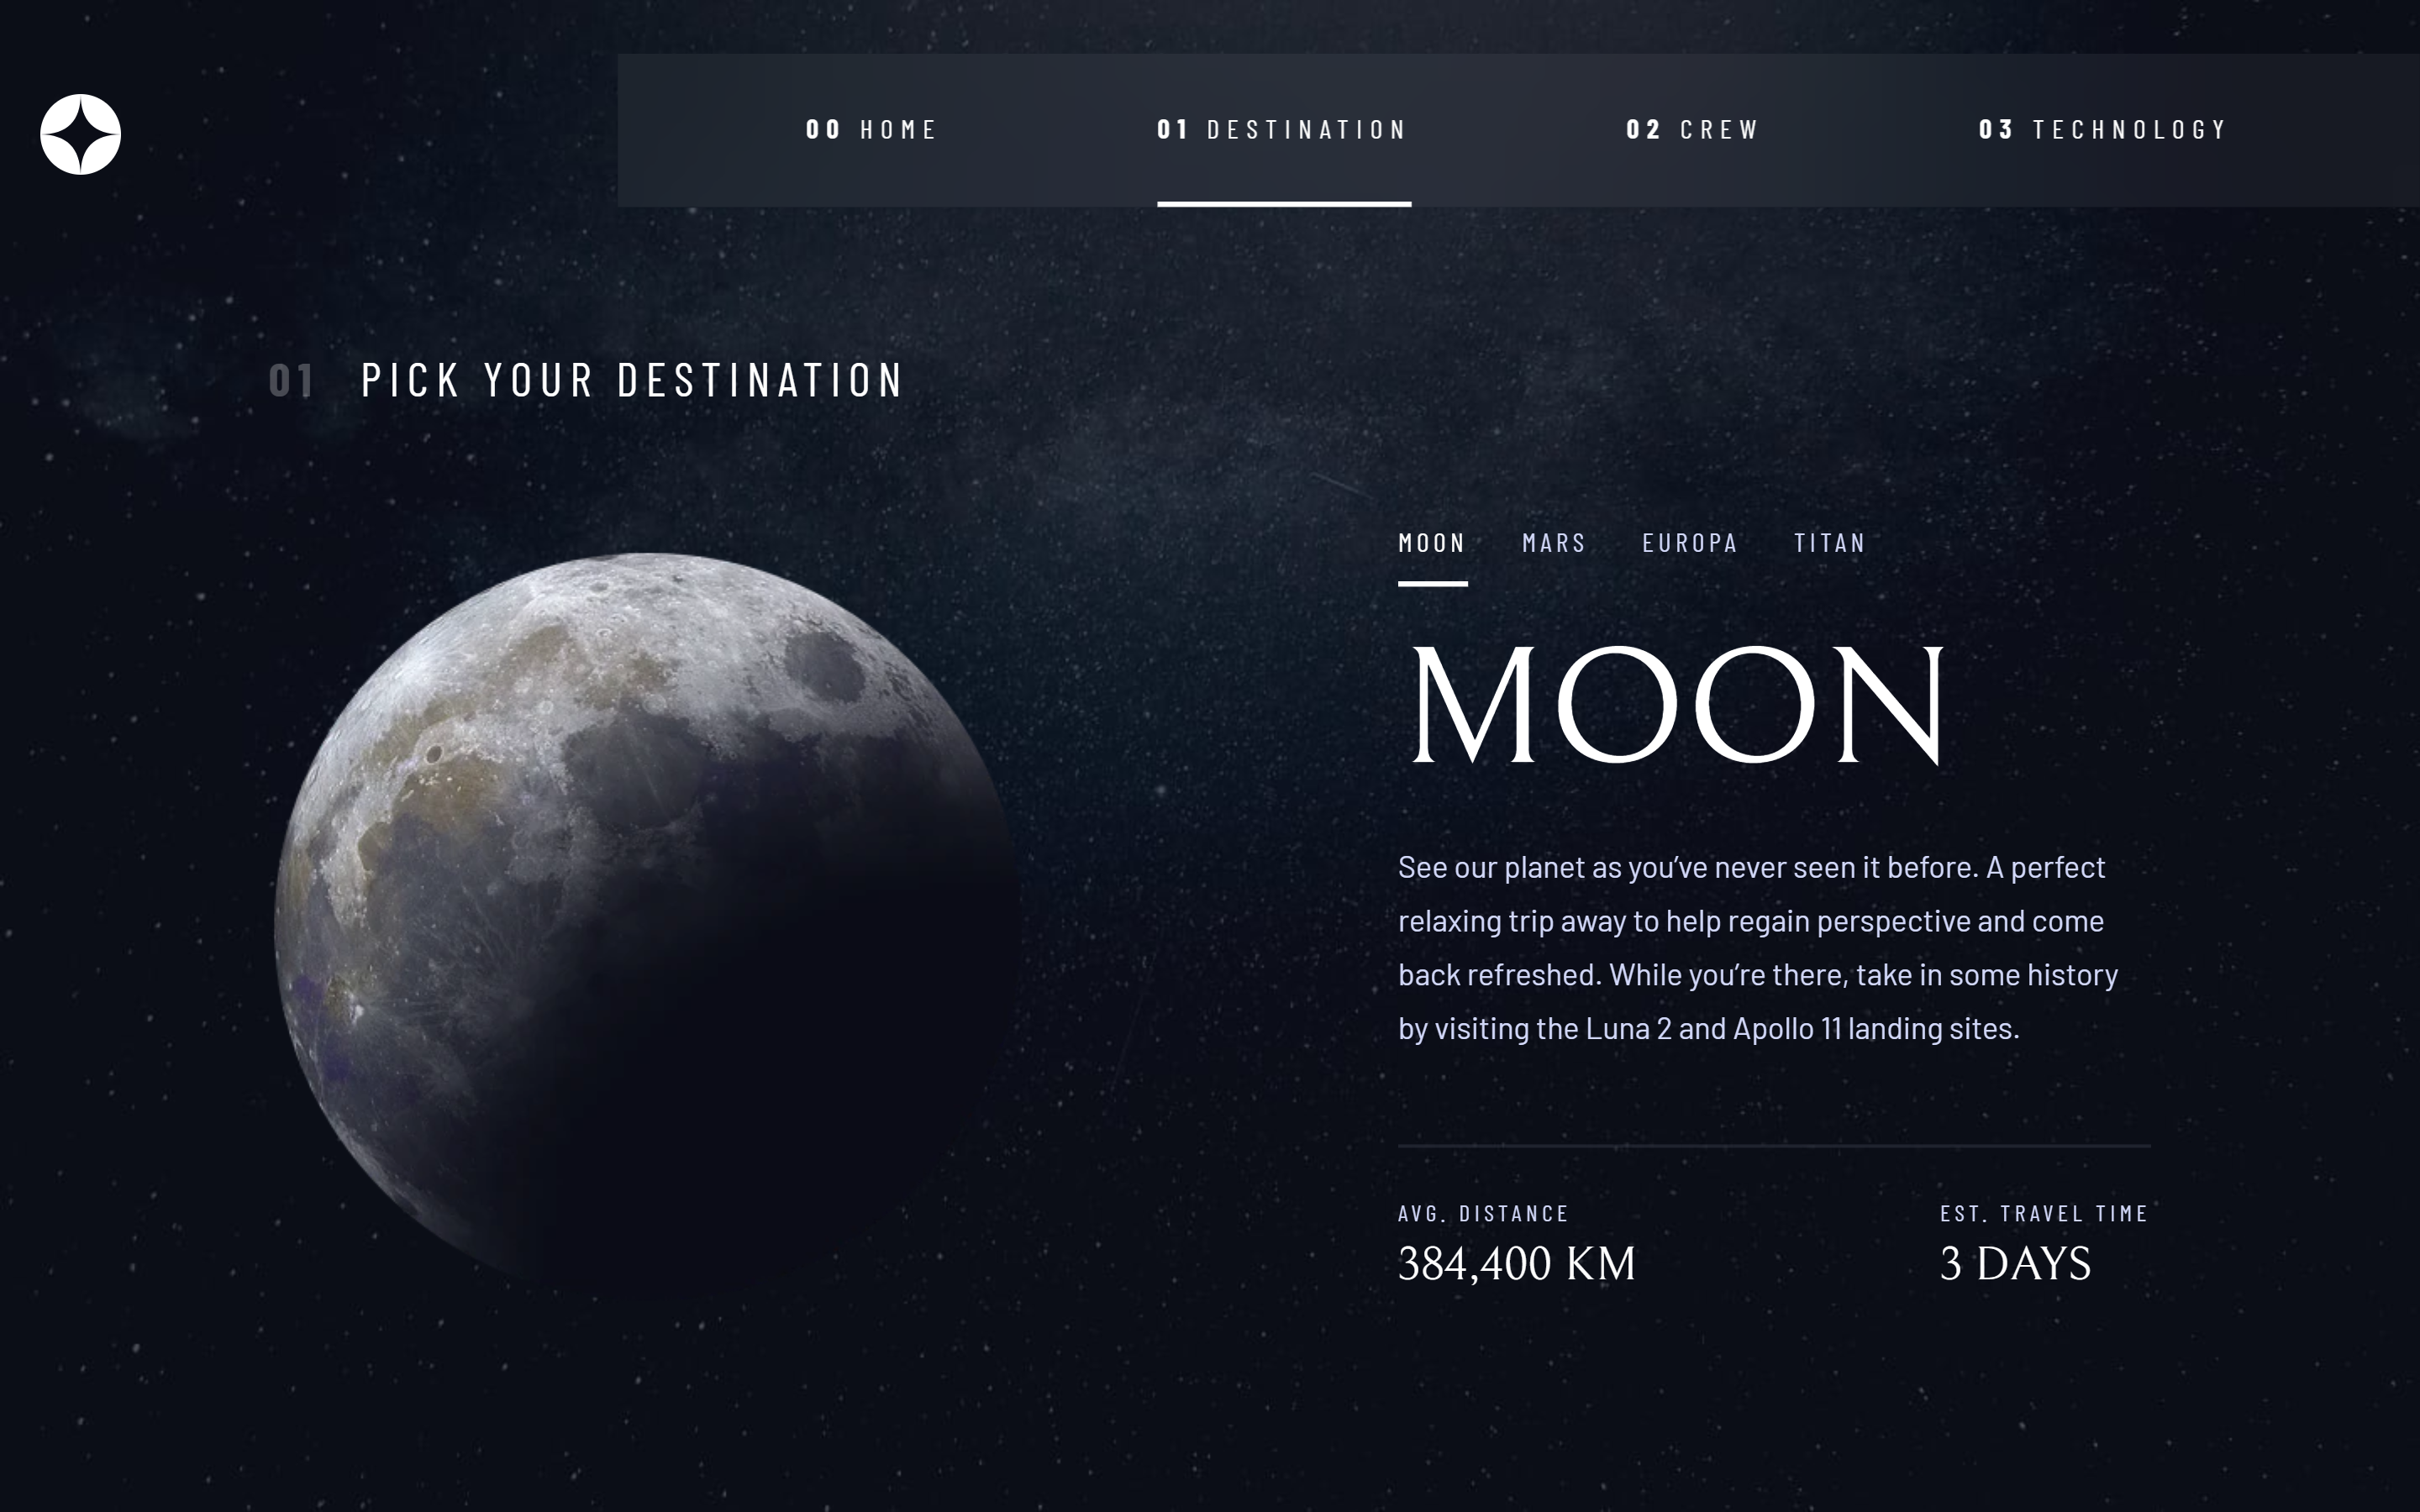 00 HOME 01 DESTINATION 02 CREW 03 TECHNOLOGY
01 PICK YOUR DESTINATION
MOON MARS EUROPA TITAN
MOON
See our planet as you’ve never seen it before. A perfect
relaxing trip away to help regain perspective and come
back refreshed. While you’re there, take in some history
by visiting the Luna 2 and Apollo 11 landing sites.
AVG. DISTANCE
384,400 KM
EST. TRAVEL TIME
3 DAYS